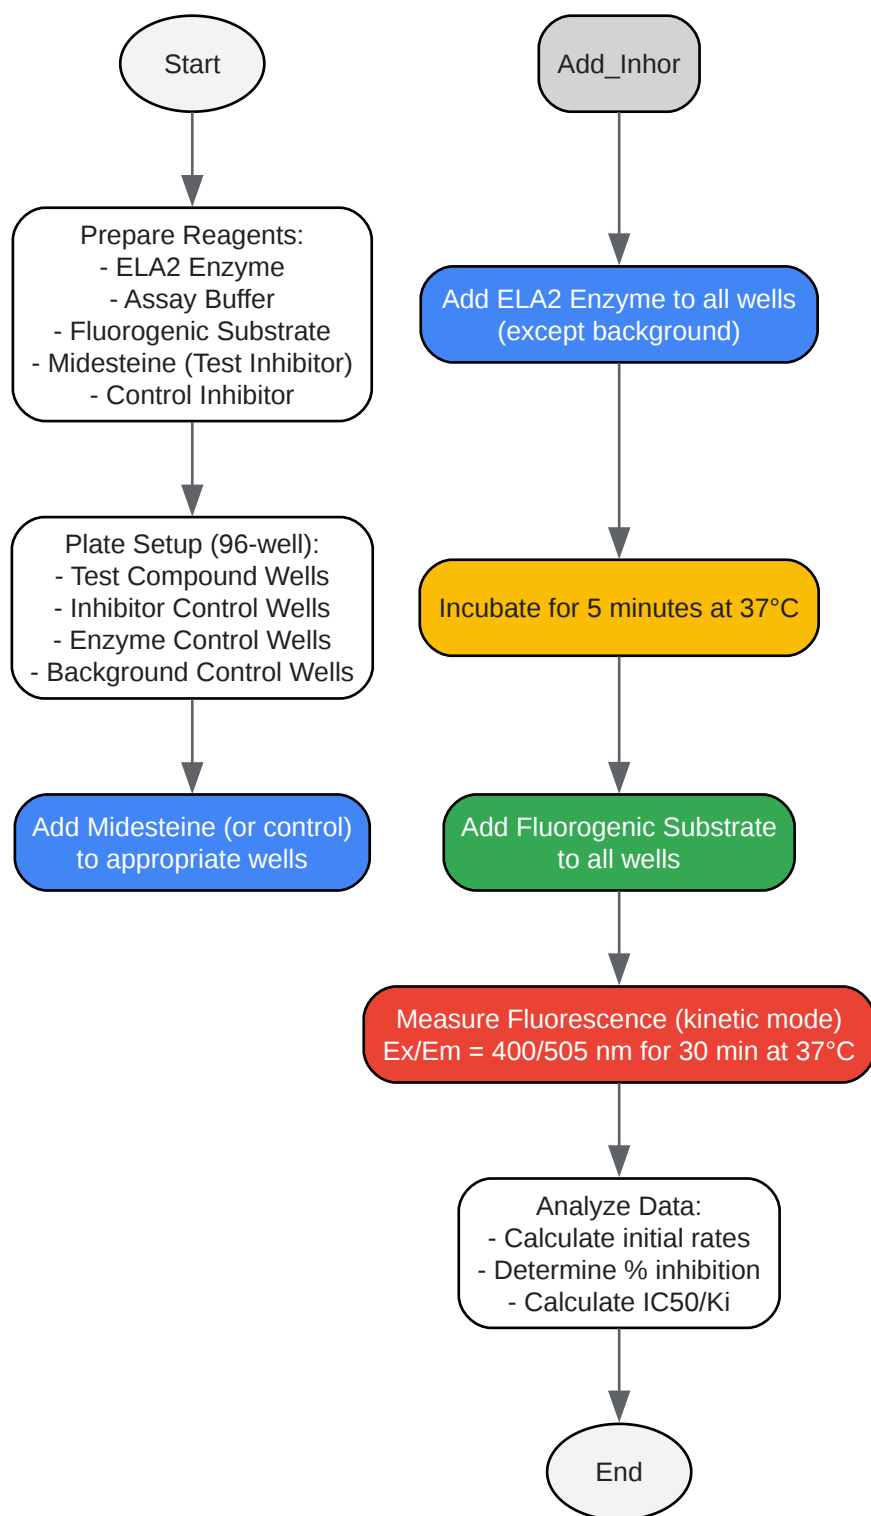 Start
Prepare Reagents:
- ELA2 Enzyme
- Assay Buffer
- Fluorogenic Substrate
- Midesteine (Test Inhibitor)
- Control Inhibitor
Plate Setup (96-well):
- Test Compound Wells
- Inhibitor Control Wells
- Enzyme Control Wells
- Background Control Wells
Add Midesteine (or control)
to appropriate wells
Add_Inhor
Add ELA2 Enzyme to all wells
(except background)
Incubate for 5 minutes at 37°C
Add Fluorogenic Substrate
to all wells
Measure Fluorescence (kinetic mode)
Ex/Em = 400/505 nm for 30 min at 37°C
Analyze Data:
- Calculate initial rates
- Determine % inhibition
- Calculate IC50/Ki
End